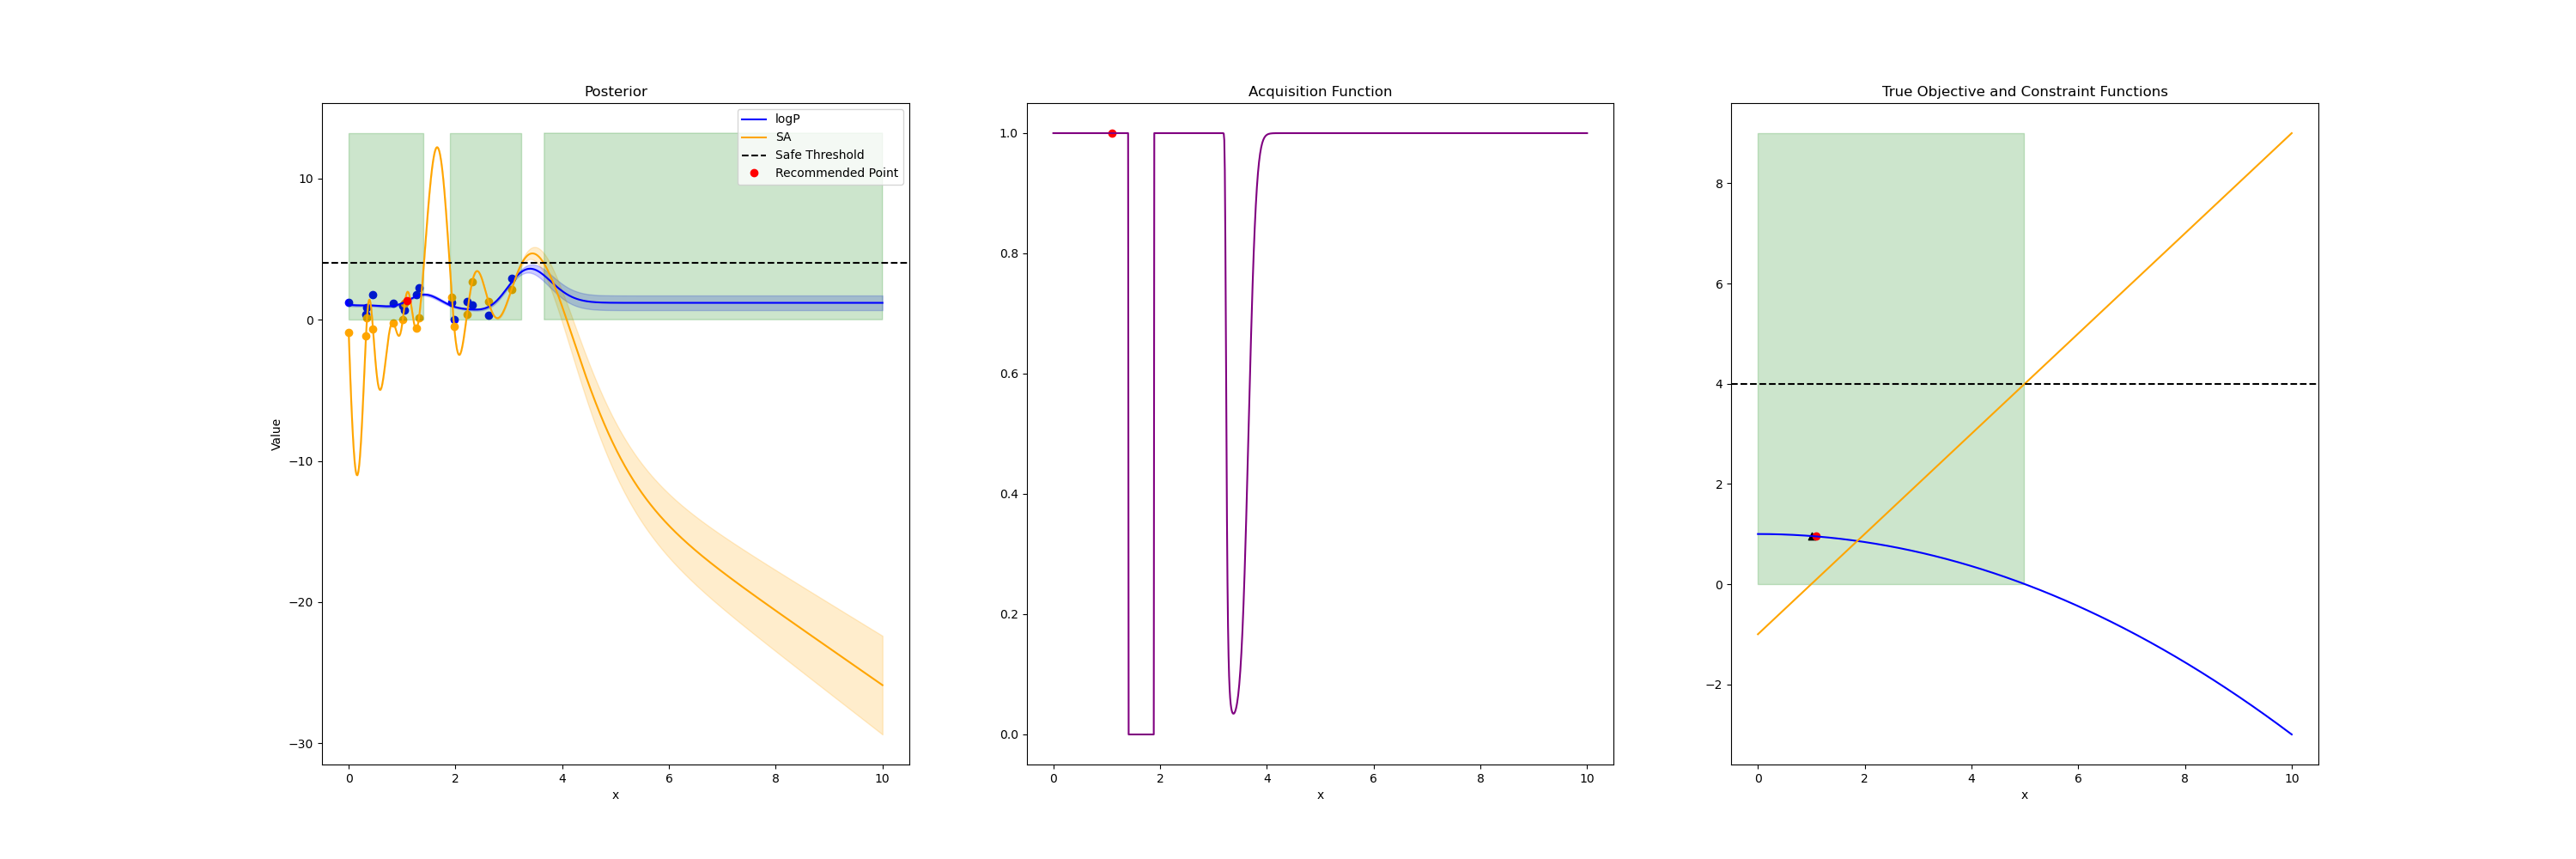 Posterior
logP
SA
Safe Threshold
Recommended Point
10
0
−10
−20
−30
Value
0 2 4 6 8 10
x
Acquisition Function
1.0
0.8
0.6
0.4
0.2
0.0
0 2 4 6 8 10
x
True Objective and Constraint Functions
8
6
4
2
0
−2
0 2 4 6 8 10
x